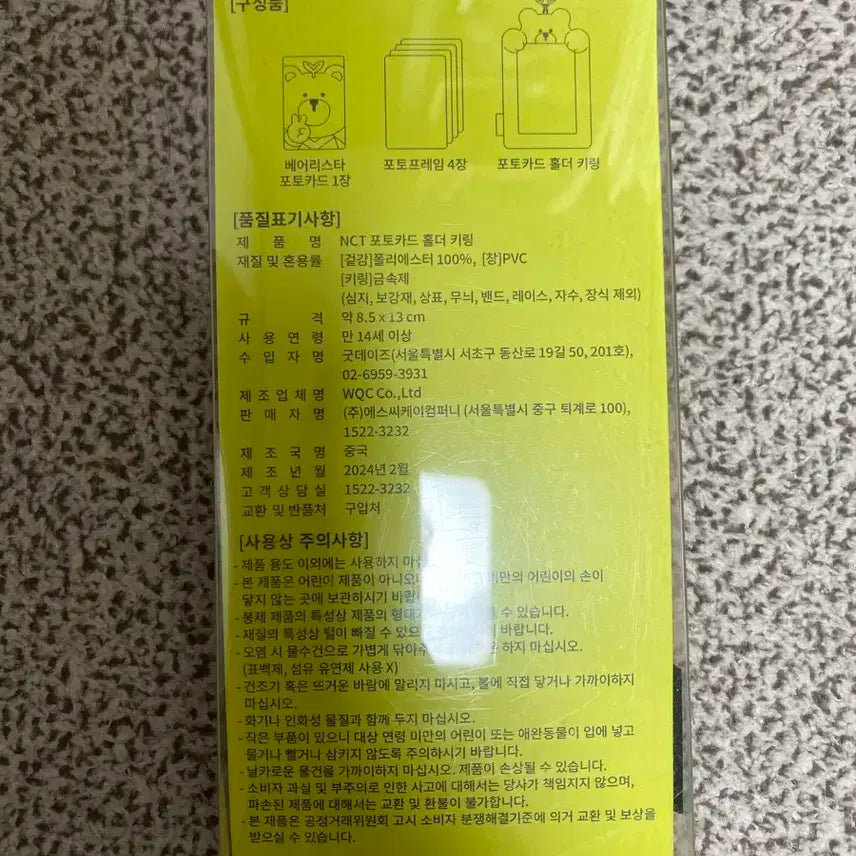 [구성품]
베어리스타
포토카드 1장
포토프레임 4장
포토카드 홀더 키링
[품질표기사항]
제 품 명 NCT 포토카드 홀더 키링
재질 및 혼용률 [겉감]폴리에스터 100%, [창]PVC
[키링]금속제
(심지, 보강재, 상표, 무늬, 밴드, 레이스, 자수, 장식 제외)
규 격 약 8.5 x 13 cm
사 용 연 령 만 14세 이상
수 입 자 명 굿데이즈(서울특별시 서초구 동산로 19길 50, 201호),
02-6959-3931
제 조 업 체 명 WQC Co.,Ltd
판 매 자 명 (주)에스씨케이컴퍼니 (서울특별시 중구 퇴계로 100),
1522-3232
제 조 국 명 중국
제 조 년 월 2024년 2월
고 객 상 담 실 1522-3232
교환 및 반품처 구입처
[사용상 주의사항]
- 제품 용도 이외에는 사용하지 마
- 본 제품은 어린이 제품이 미만의 어린이의 손이
닿지 않는 곳에 보관하시기
- 봉제 제품의 특성상 제품의 수 있습니다.
- 재질의 특성상 털이 빠질 수 바랍니다.
- 오염 시 물수건으로 가볍게 하지 마십시오.
(표백제, 섬유 유연제 사용 X)
- 건조기 혹은 뜨거운 바람에 말리지 마시고, 볼에 직접 닿거나 가까이하지
마십시오.
- 화기나 인화성 물질과 함께 두지 마십시오.
- 작은 부품이 있으니 대상 연령 미만의 어린이 또는 애완동물이 입에 넣고
물거나 빨거나 삼키지 않도록 주의하시기 바랍니다.
- 날카로운 물건을 가까이하지 마십시오. 제품이 손상될 수 있습니다.
- 소비자 과실 및 부주의로 인한 사고에 대해서는 당사가 책임지지 않으며,
파손된 제품에 대해서는 교환 및 환불이 불가합니다.
- 본 제품은 공정거래위원회 고시 소비자 분쟁해결기준에 의거 교환 및 보상을
받으실 수 있습니다.